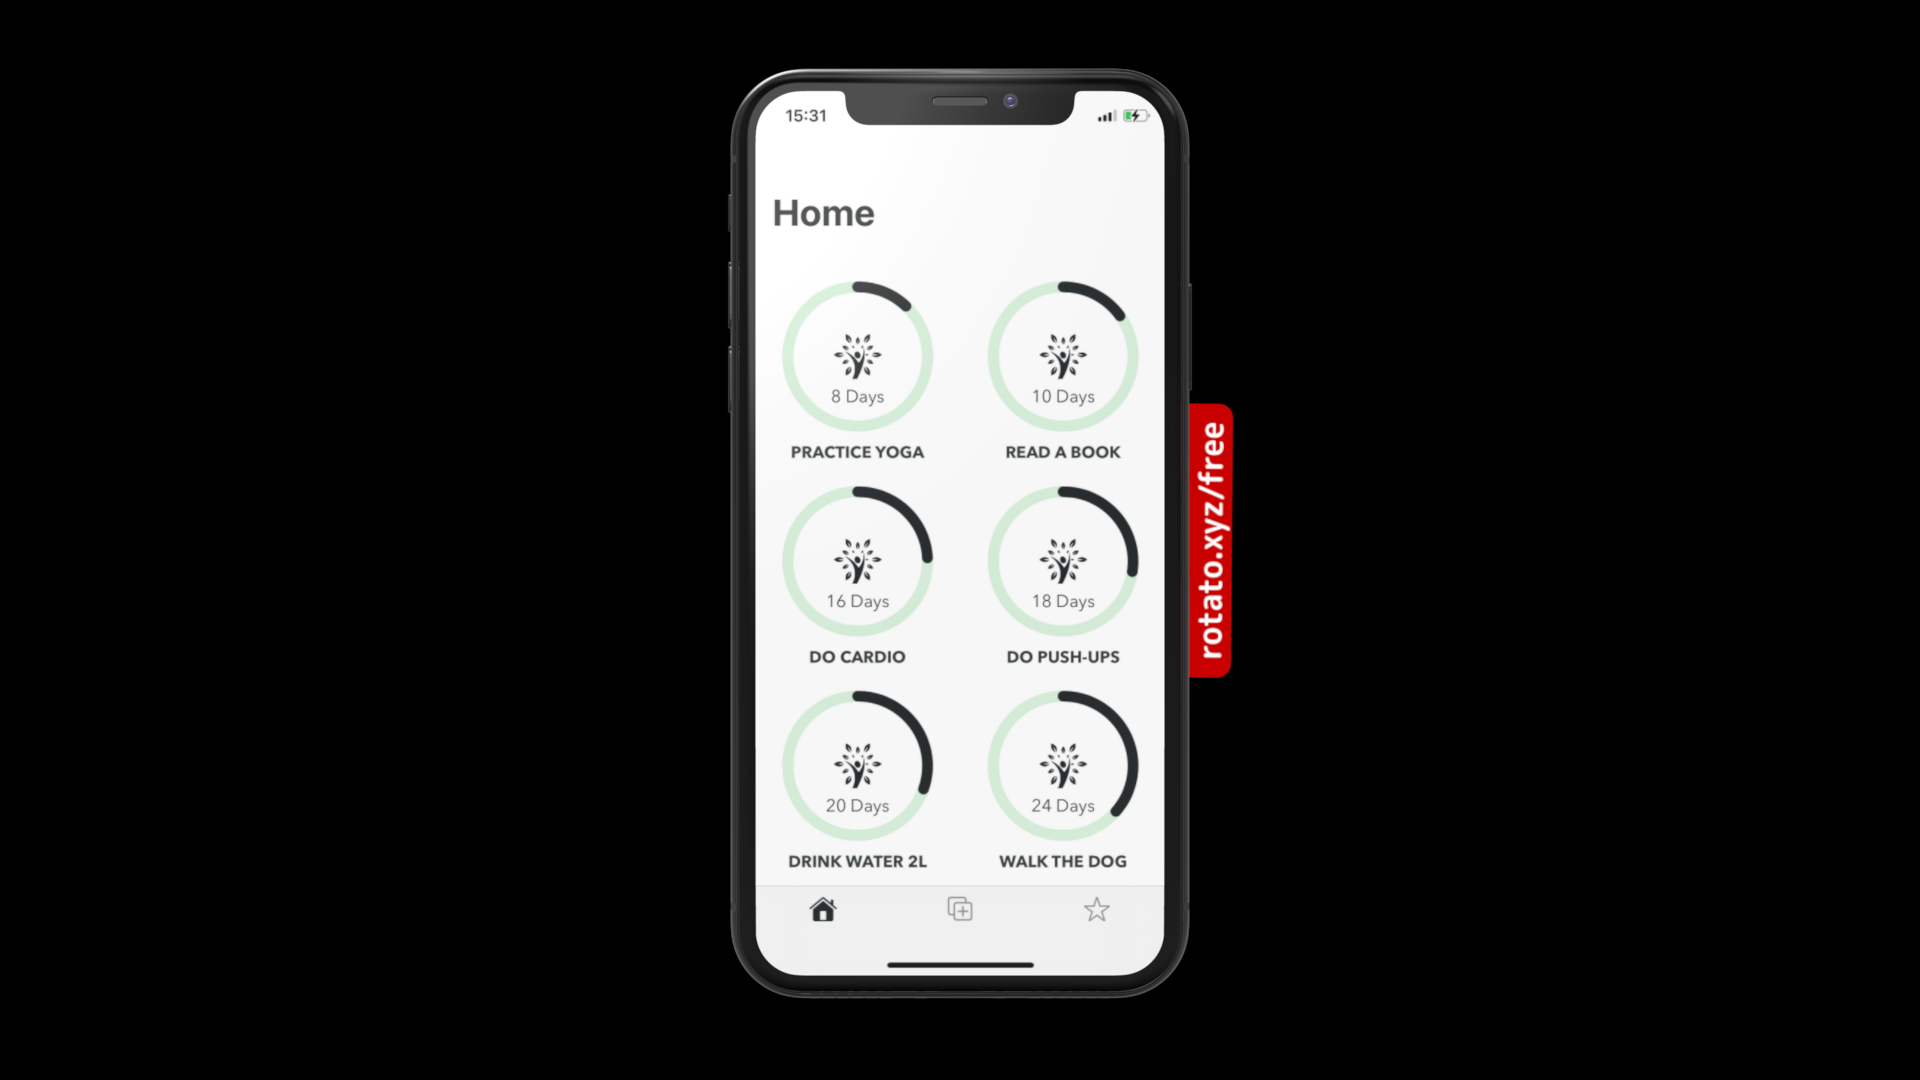 15:31
Home
8 Days
10 Days
PRACTICE YOGA
READ A BOOK
16 Days
18 Days
DO CARDIO
DO PUSH-UPS
20 Days
24 Days
DRINK WATER 2L
WALK THE DOG
rotato.xyz/free